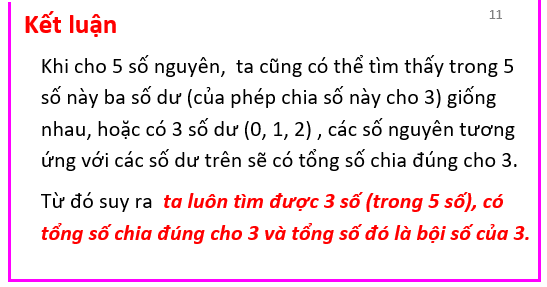 11
Kết luận
Khi cho 5 số nguyên, ta cũng có thể tìm thấy trong 5
số này ba số dư (của phép chia số này cho 3) giống
nhau, hoặc có 3 số dư (0, 1, 2) , các số nguyên tương
ứng với các số dư trên sẽ có tổng số chia đúng cho 3.
Từ đó suy ra ta luôn tìm được 3 số (trong 5 số), có
tổng số chia đúng cho 3 và tổng số đó là bội số của 3.